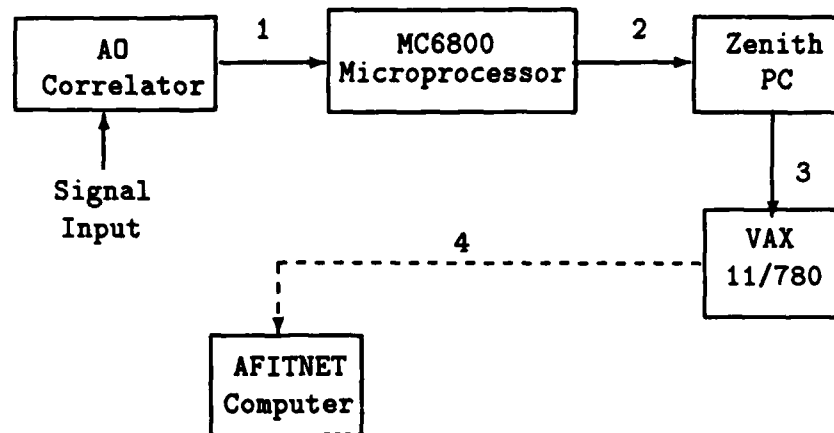 AO
Correlator
1
MC6800
Microprocessor
2
Zenith
PC
Signal
Input
3
VAX
11/780
4
AFITNET
Computer